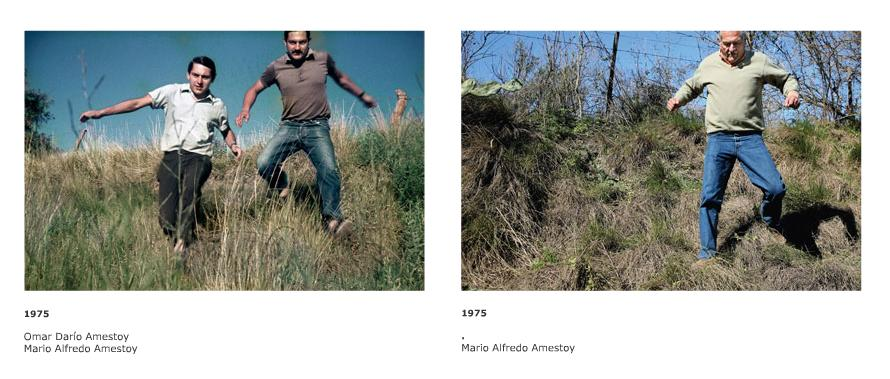 1975
Omar Darío Amestoy
Mario Alfredo Amestoy
1975
.
Mario Alfredo Amestoy